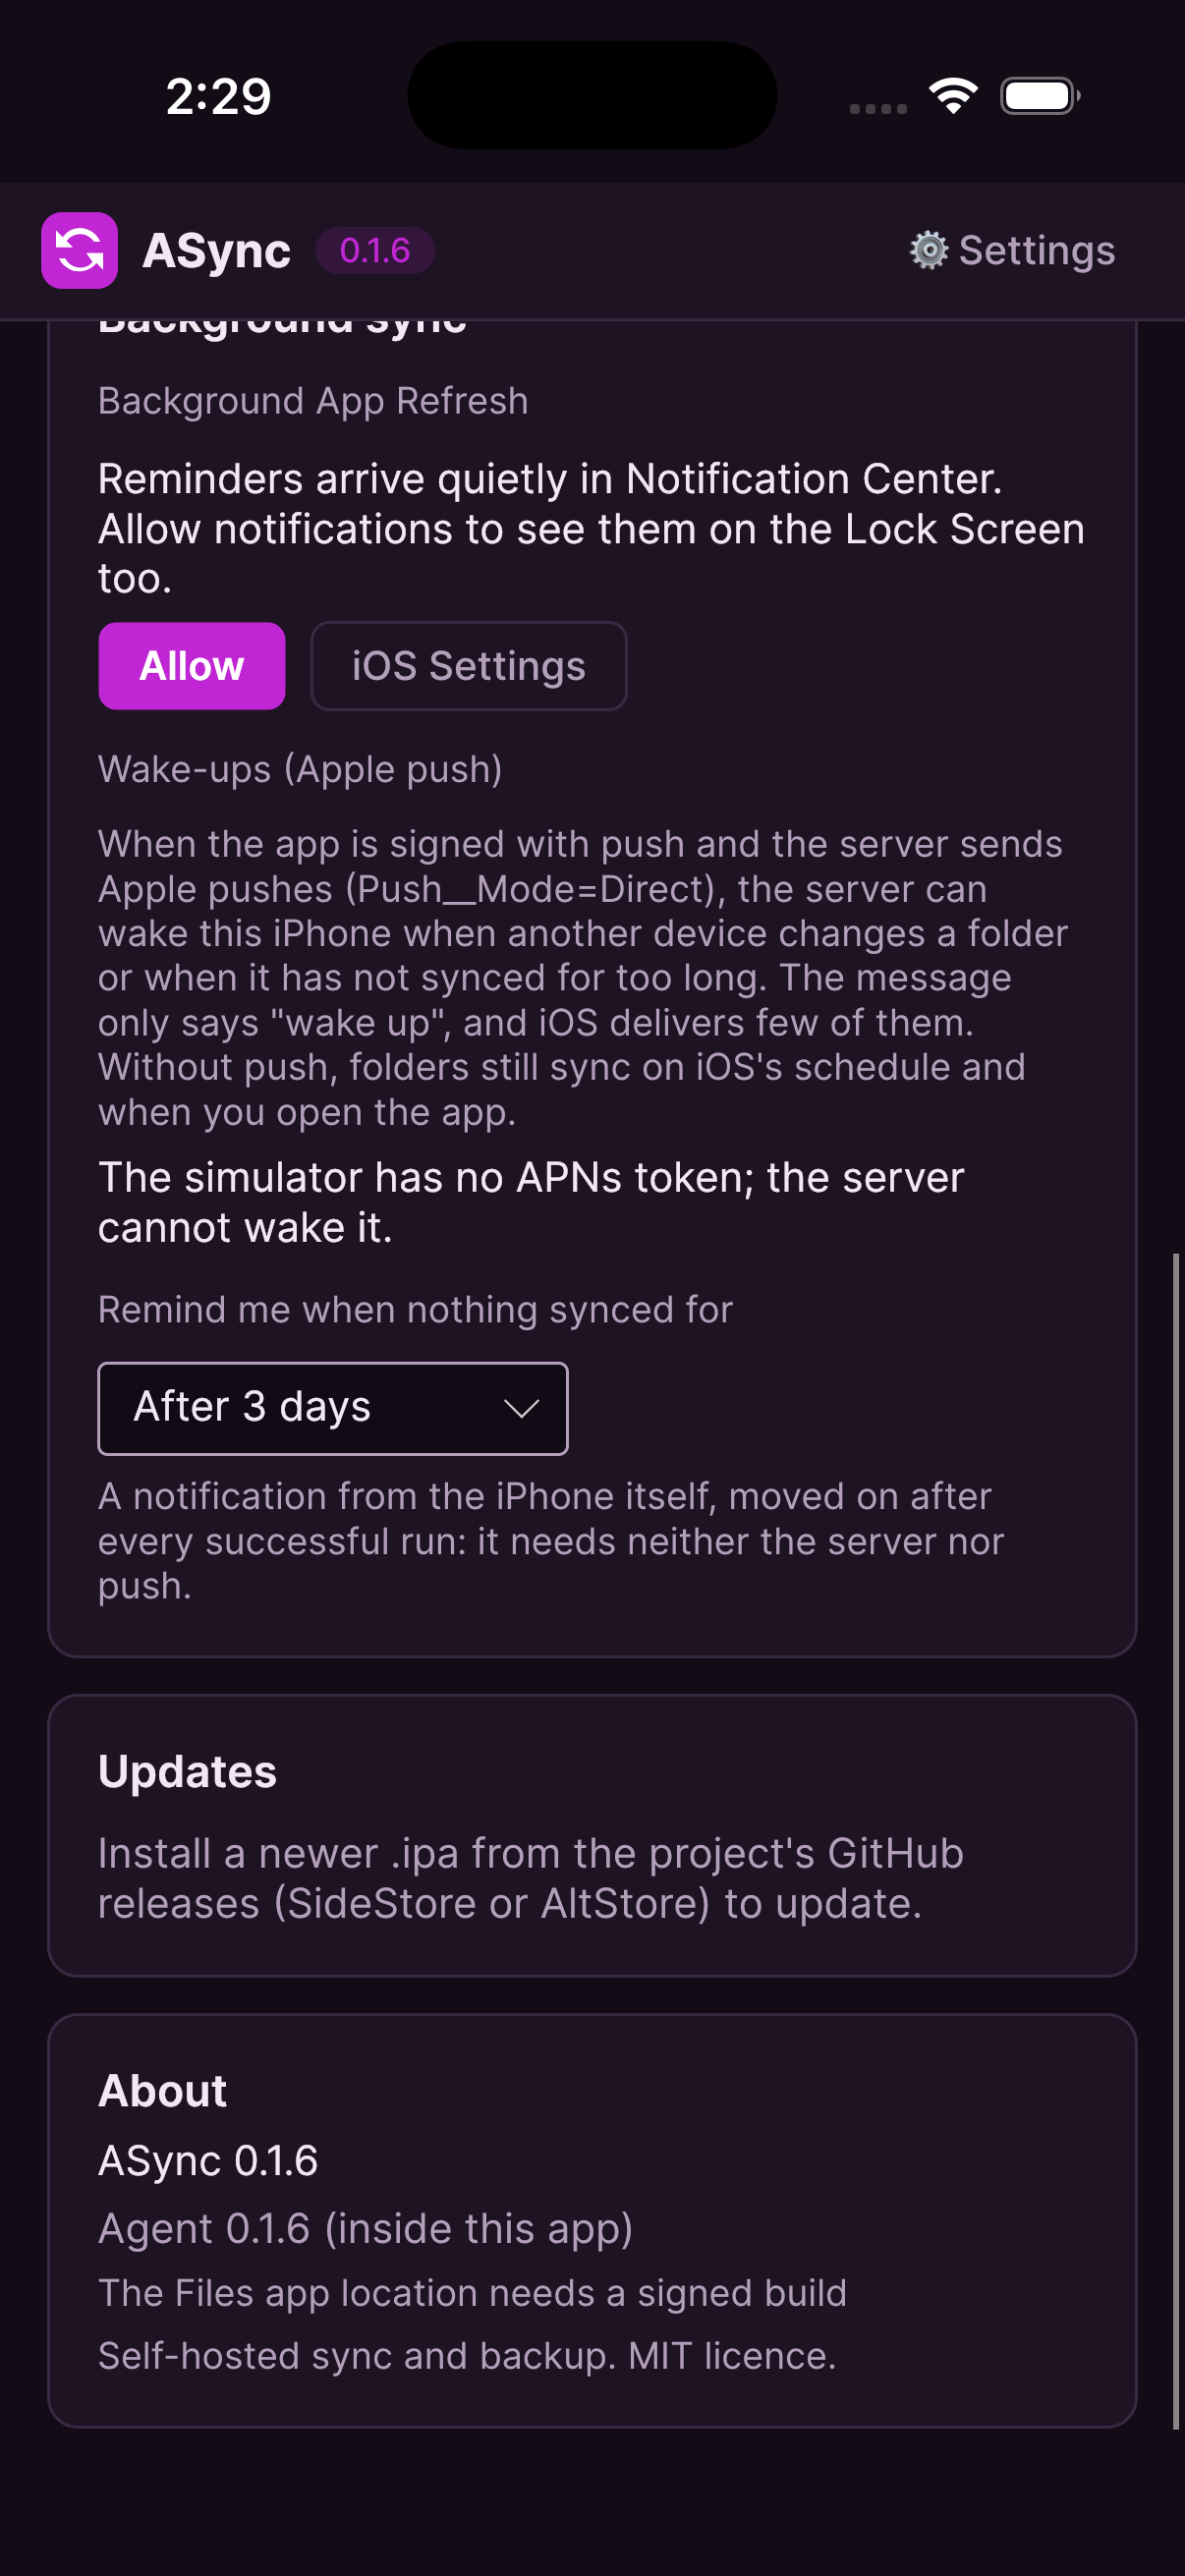 2:29
ASync 0.1.6 Settings
Background sync
Background App Refresh
Reminders arrive quietly in Notification Center.
Allow notifications to see them on the Lock Screen
too.
Allow iOS Settings
Wake-ups (Apple push)
When the app is signed with push and the server sends
Apple pushes (Push__Mode=Direct), the server can
wake this iPhone when another device changes a folder
or when it has not synced for too long. The message
only says "wake up", and iOS delivers few of them.
Without push, folders still sync on iOS's schedule and
when you open the app.
The simulator has no APNs token; the server
cannot wake it.
Remind me when nothing synced for
After 3 days
A notification from the iPhone itself, moved on after
every successful run: it needs neither the server nor
push.
Updates
Install a newer .ipa from the project's GitHub
releases (SideStore or AltStore) to update.
About
ASync 0.1.6
Agent 0.1.6 (inside this app)
The Files app location needs a signed build
Self-hosted sync and backup. MIT licence.